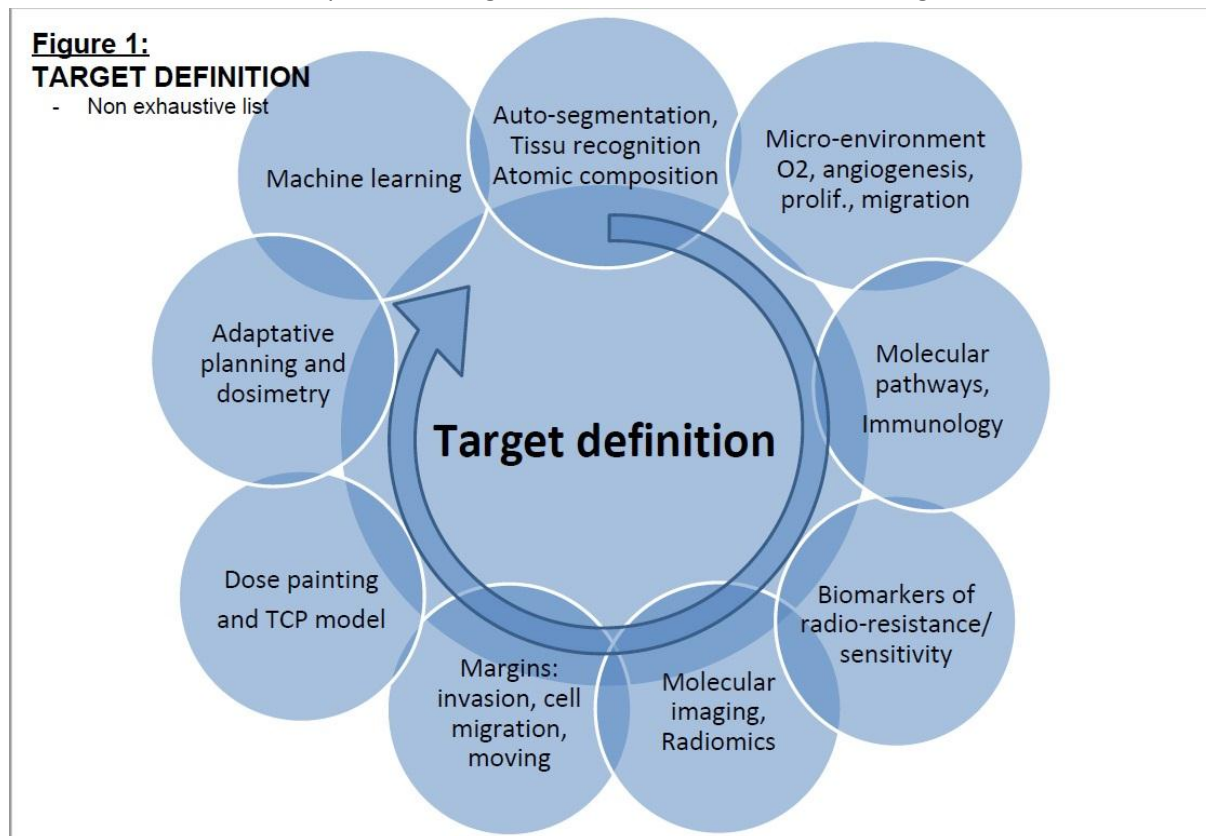 Figure 1:
TARGET DEFINITION
- Non exhaustive list
Auto-segmentation,
Tissu recognition
Atomic composition
Micro-environment
O2, angiogenesis,
prolif., migration
Molecular
pathways,
Immunology
Biomarkers of
radio-resistance/
sensitivity
Molecular
imaging,
Radiomics
Margins:
invasion, cell
migration,
moving
Dose painting
and TCP model
Adaptative
planning and
dosimetry
Machine learning
Target definition